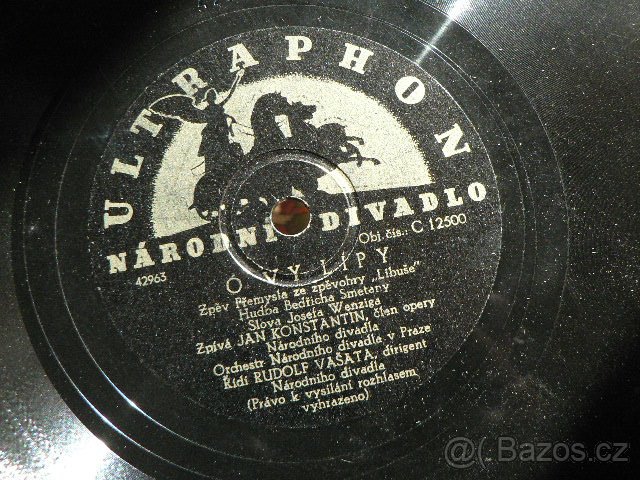 ULTRAPHON
NÁRODNÍ DIVADLO
42963
Obj. čís.: C 12500
Ó VY LÍPY
Zpěv Přemysla ze zpěvohry „Libuše"
Hudba Bedřicha Smetany
Slova Josefa Wenziga
Zpívá JAN KONSTANTIN, člen opery
Národního divadla
Orchestr Národního divadla v Praze
Řídí RUDOLF VAŠATA, dirigent
Národního divadla
(Právo k vysílání rozhlasem
vyhrazeno)
@(. Bazos.cz